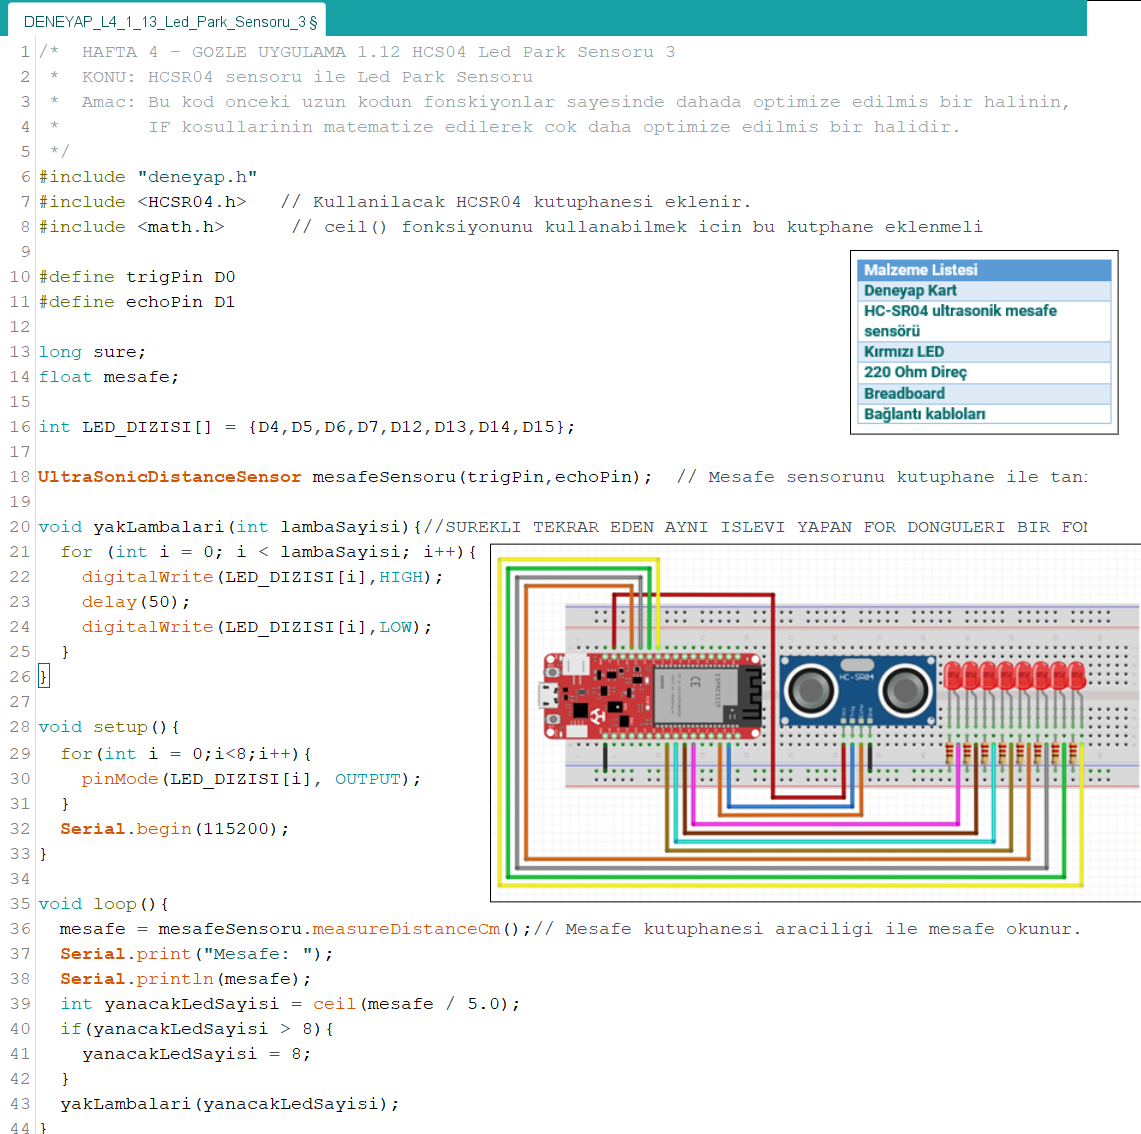 DENEYAP_L4_1_13_Led_Park_Sensoru_3 §
1 /*  HAFTA 4 - GOZLE UYGULAMA 1.12 HCS04 Led Park Sensoru 3
2  *  KONU: HCSR04 sensoru ile Led Park Sensoru
3  *  Amac: Bu kod onceki uzun kodun fonskiyonlar sayesinde dahada optimize edilmis bir halinin,
4  *        IF kosullarinin matematize edilerek cok daha optimize edilmis bir halidir.
5  */
6 #include "deneyap.h"
7 #include <HCSR04.h>   // Kullanilacak HCSR04 kutuphanesi eklenir.
8 #include <math.h>      // ceil() fonksiyonunu kullanabilmek icin bu kutphane eklenmeli
9
10 #define trigPin D0
11 #define echoPin D1
12
13 long sure;
14 float mesafe;
15
16 int LED_DIZISI[] = {D4,D5,D6,D7,D12,D13,D14,D15};
17
18 UltraSonicDistanceSensor mesafeSensoru(trigPin,echoPin);  // Mesafe sensorunu kutuphane ile
19
20 void yakLambalari(int lambaSayisi){//SUREKLI TEKRAR EDEN AYNI ISLEVI YAPAN FOR DONGULERI BIR
21   for (int i = 0; i < lambaSayisi; i++){
22     digitalWrite(LED_DIZISI[i],HIGH);
23     delay(50);
24     digitalWrite(LED_DIZISI[i],LOW);
25   }
26 }
27
28 void setup(){
29   for(int i = 0;i<8;i++){
30     pinMode(LED_DIZISI[i], OUTPUT);
31   }
32   Serial.begin(115200);
33 }
34
35 void loop(){
36   mesafe = mesafeSensoru.measureDistanceCm();// Mesafe kutuphanesi araciligi ile mesafe okunur.
37   Serial.print("Mesafe: ");
38   Serial.println(mesafe);
39   int yanacakLedSayisi = ceil(mesafe / 5.0);
40   if(yanacakLedSayisi > 8){
41     yanacakLedSayisi = 8;
42   }
43   yakLambalari(yanacakLedSayisi);
44 }
Malzeme Listesi
Deneyap Kart
HC-SR04 ultrasonik mesafe
sensörü
Kırmızı LED
220 Ohm Direç
Breadboard
Bağlantı kabloları
HC-SR04